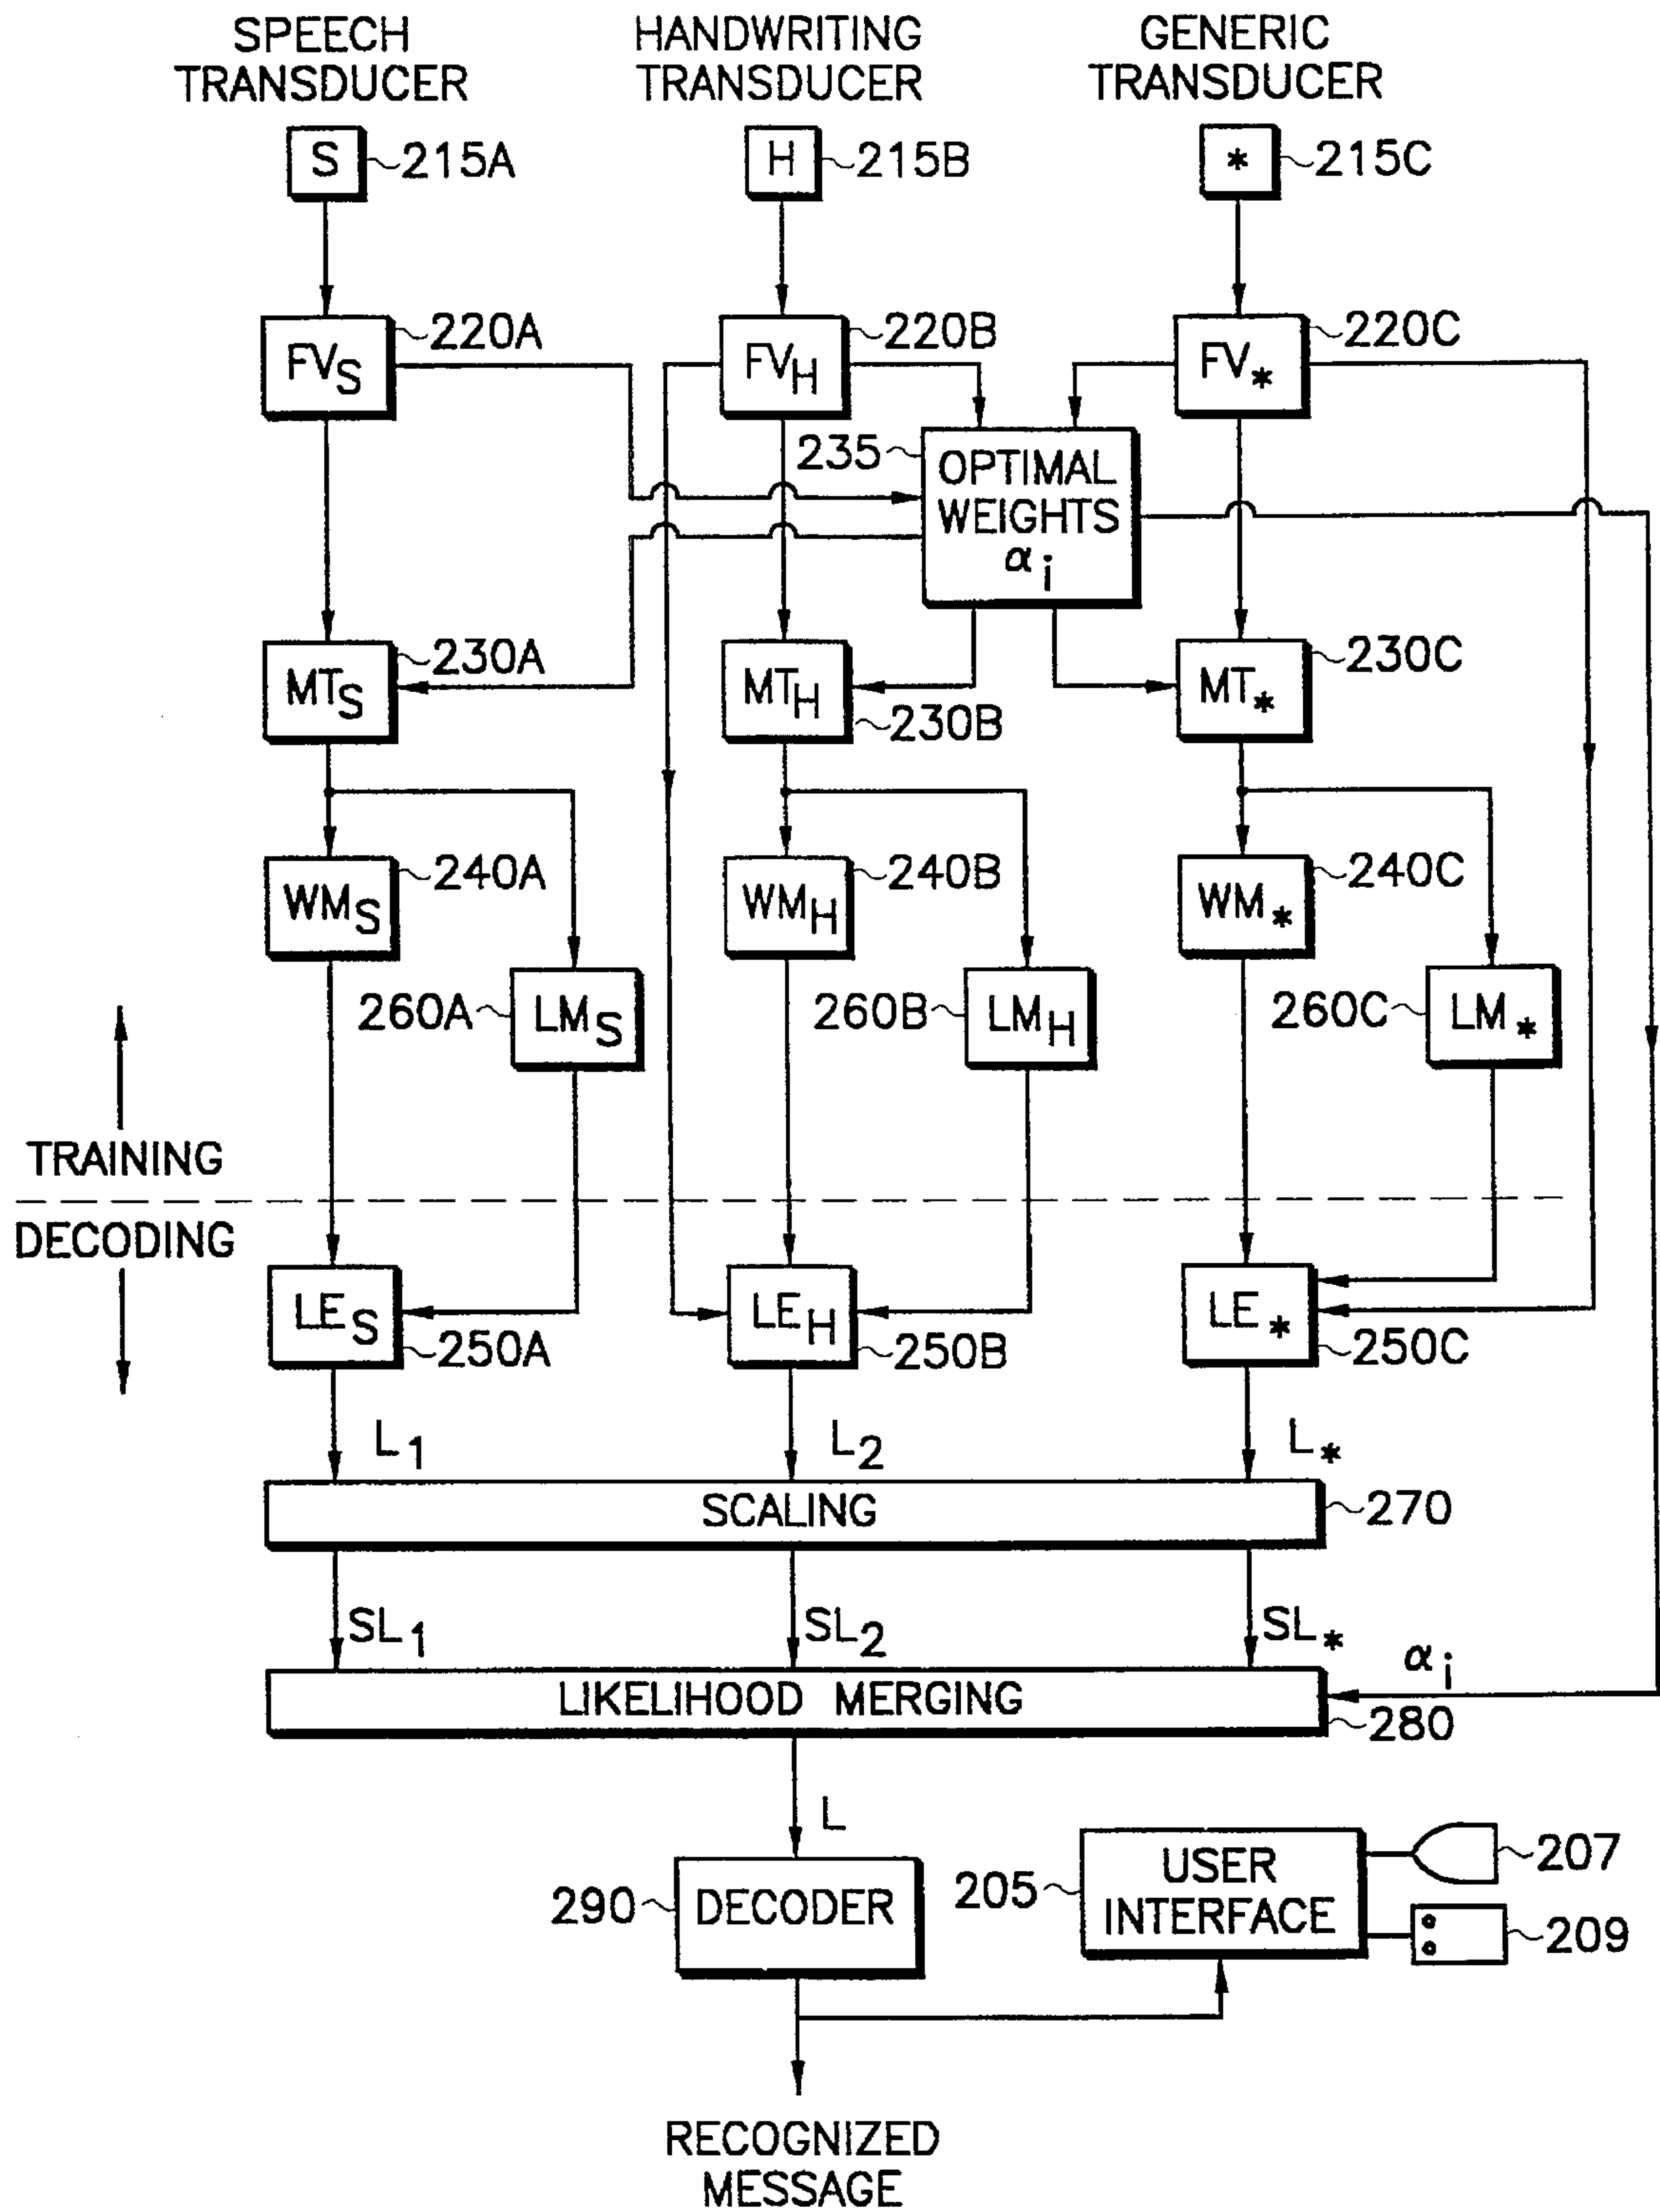 SPEECH TRANSDUCER
HANDWRITING TRANSDUCER
GENERIC TRANSDUCER
S
215A
H
215B
*
215C
FVS
220A
FVH
220B
FV*
220C
235
OPTIMAL
WEIGHTS
αi
MTS
230A
MTH
230B
MT*
230C
WMS
240A
WMH
240B
WM*
240C
260A
LMS
260B
LMH
260C
LM*
TRAINING
DECODING
LES
250A
LEH
250B
LE*
250C
L1
L2
L*
SCALING
270
SL1
SL2
SL*
αi
LIKELIHOOD MERGING
280
L
290
DECODER
205
USER
INTERFACE
207
209
RECOGNIZED
MESSAGE